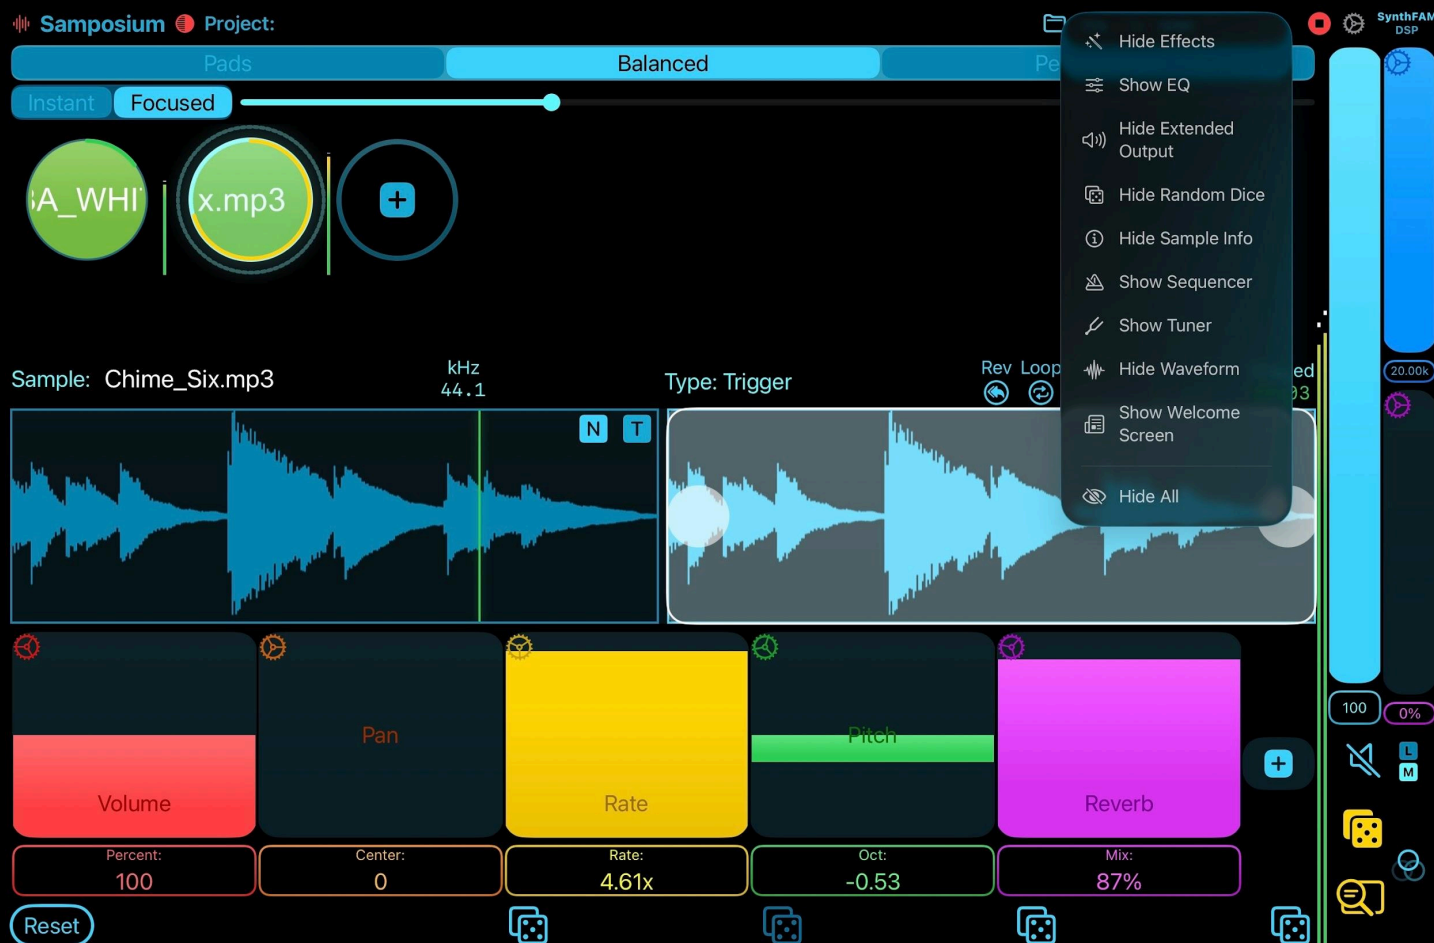 Samposium Project:
SynthFAM
DSP
Pads
Balanced
Pe
Instant
Focused
BA_WHI
x.mp3
Hide Effects
Show EQ
Hide Extended
Output
Hide Random Dice
Hide Sample Info
Show Sequencer
Show Tuner
Hide Waveform
Show Welcome
Screen
Hide All
20.00k
Sample: Chime_Six.mp3
kHz
44.1
Type: Trigger
Rev Loop
ed
03
N T
Volume
Pan
Rate
Pitch
Reverb
100
0%
L
M
Percent:
100
Center:
0
Rate:
4.61x
Oct:
-0.53
Mix:
87%
Reset